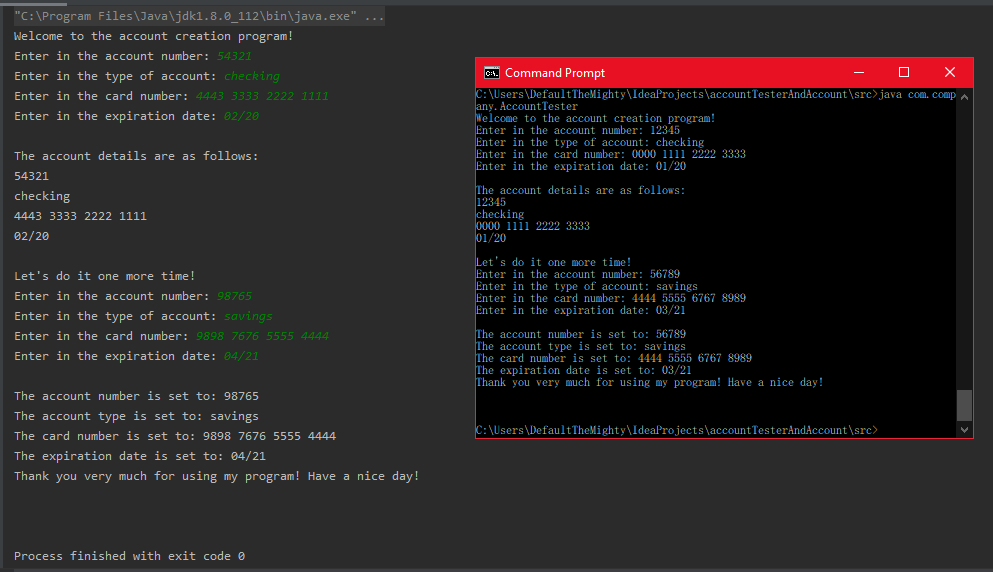 "C:\Program Files\Java\jdk1.8.0_112\bin\java.exe" ...
Welcome to the account creation program!
Enter in the account number: 54321
Enter in the type of account: checking
Enter in the card number: 4443 3333 2222 1111
Enter in the expiration date: 02/20
The account details are as follows:
54321
checking
4443 3333 2222 1111
02/20
Let's do it one more time!
Enter in the account number: 98765
Enter in the type of account: savings
Enter in the card number: 9898 7676 5555 4444
Enter in the expiration date: 04/21
The account number is set to: 98765
The account type is set to: savings
The card number is set to: 9898 7676 5555 4444
The expiration date is set to: 04/21
Thank you very much for using my program! Have a nice day!
Process finished with exit code 0
C:\. Command Prompt
C:\Users\DefaultTheMighty\IdeaProjects\accountTesterAndAccount\src>java com.comp
any.AccountTester
Welcome to the account creation program!
Enter in the account number: 12345
Enter in the type of account: checking
Enter in the card number: 0000 1111 2222 3333
Enter in the expiration date: 01/20
The account details are as follows:
12345
checking
0000 1111 2222 3333
01/20
Let's do it one more time!
Enter in the account number: 56789
Enter in the type of account: savings
Enter in the card number: 4444 5555 6767 8989
Enter in the expiration date: 03/21
The account number is set to: 56789
The account type is set to: savings
The card number is set to: 4444 5555 6767 8989
The expiration date is set to: 03/21
Thank you very much for using my program! Have a nice day!
C:\Users\DefaultTheMighty\IdeaProjects\accountTesterAndAccount\src>